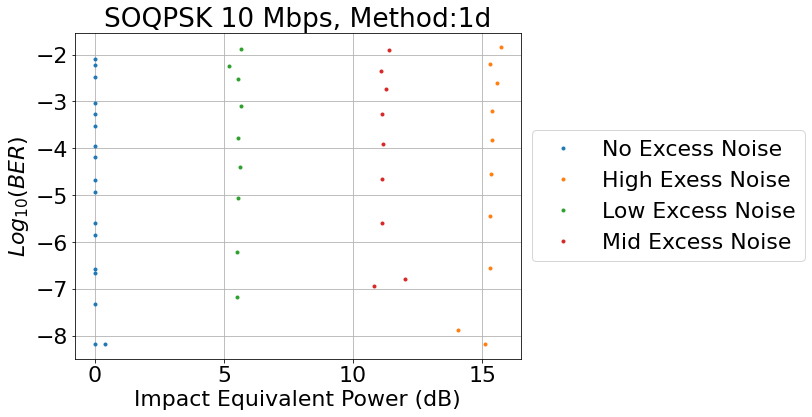 SOQPSK 10 Mbps, Method:1d
−2
−3
−4
−5
−6
−7
−8
Log10(BER)
0 5 10 15
Impact Equivalent Power (dB)
No Excess Noise
High Exess Noise
Low Excess Noise
Mid Excess Noise